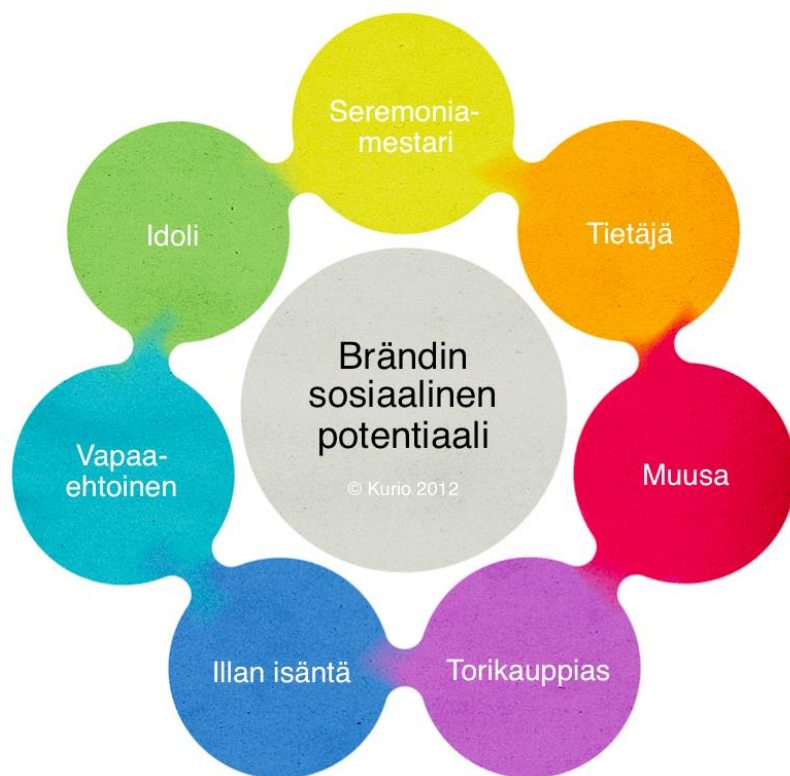 Seremonia-
mestari
Tietäjä
Muusa
Torikauppias
Illan isäntä
Vapaa-
ehtoinen
Idoli
Brändin
sosiaalinen
potentiaali
© Kurio 2012